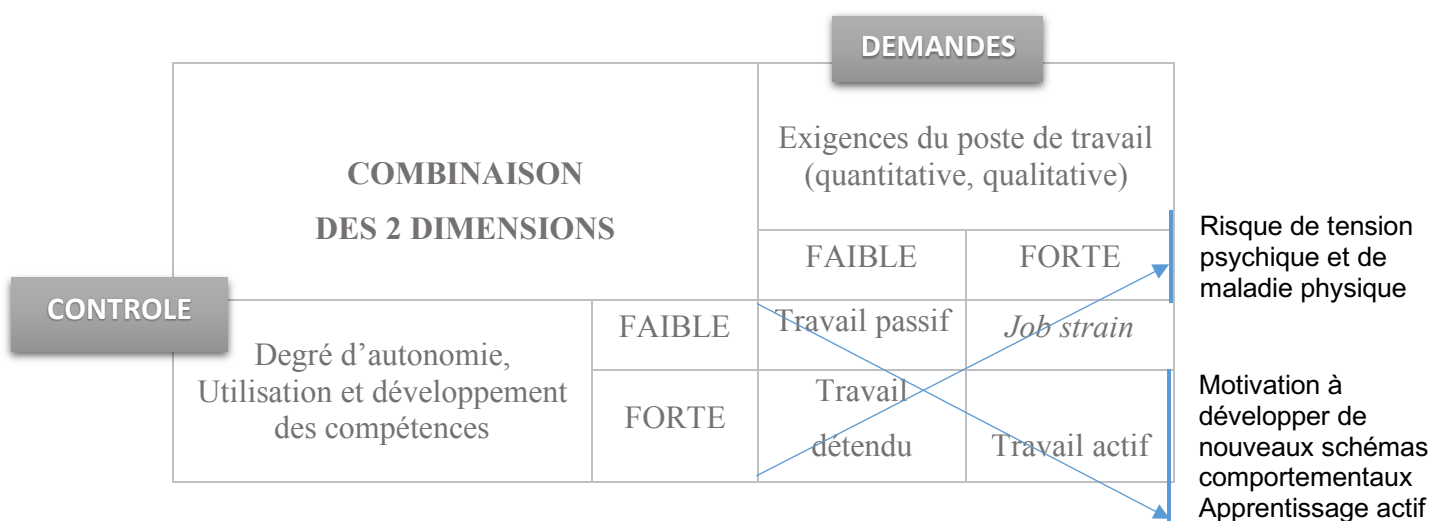 DEMANDES
Exigences du poste de travail
(quantitative, qualitative)
COMBINAISON
DES 2 DIMENSIONS
FAIBLE
FORTE
Risque de tension
psychique et de
maladie physique
CONTROLE
Degré d’autonomie,
Utilisation et développement
des compétences
FAIBLE
Travail passif
Job strain
FORTE
Travail
détendu
Travail actif
Motivation à
développer de
nouveaux schémas
comportementaux
Apprentissage actif